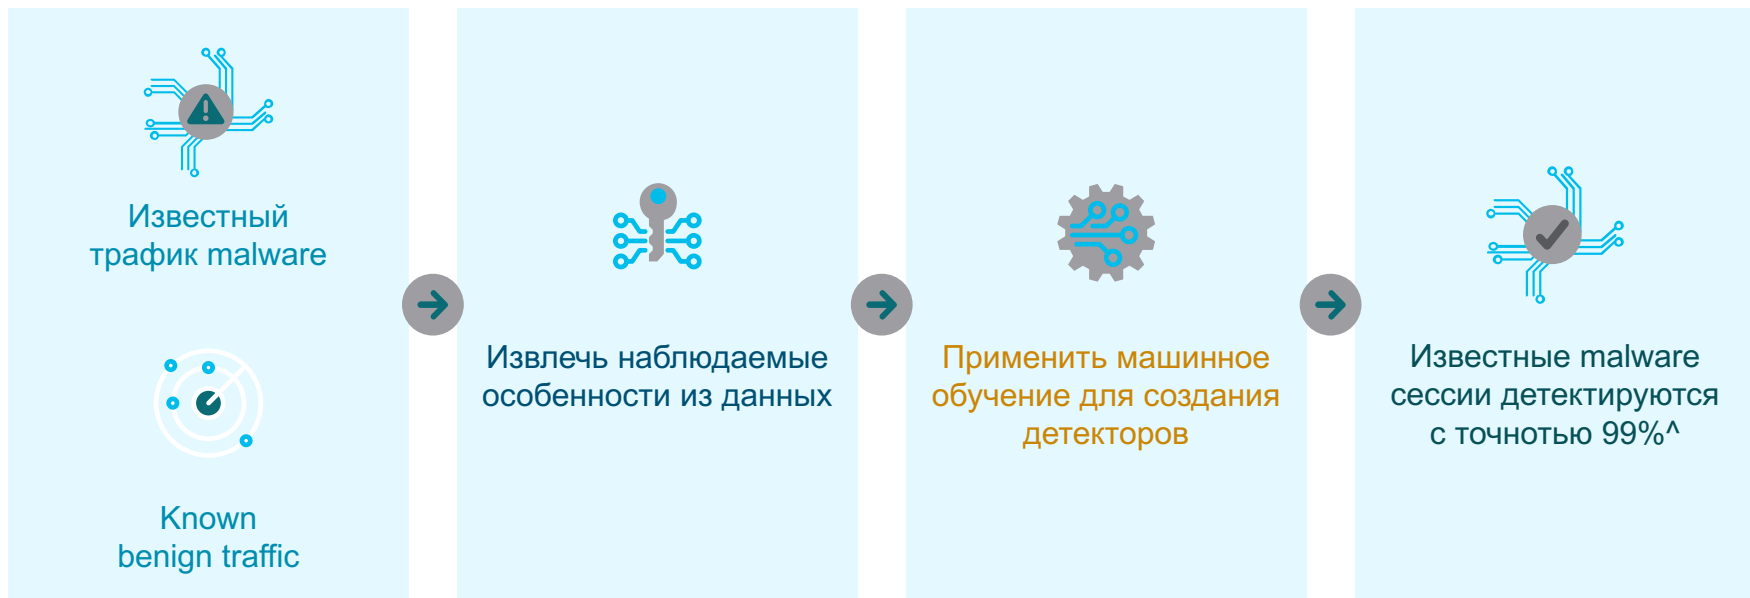 Известный
трафик malware
Known
benign traffic
Извлечь наблюдаемые
особенности из данных
Применить машинное
обучение для создания
детекторов
Известные malware
сессии детектируются
с точнотью 99%^